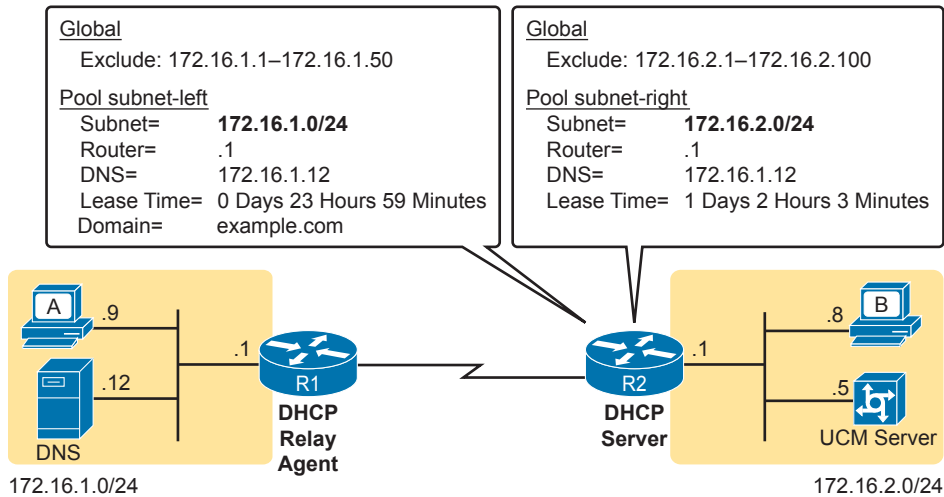 Global
Exclude: 172.16.1.1–172.16.1.50
Pool subnet-left
Subnet= 172.16.1.0/24
Router= .1
DNS= 172.16.1.12
Lease Time= 0 Days 23 Hours 59 Minutes
Domain= example.com
Global
Exclude: 172.16.2.1–172.16.2.100
Pool subnet-right
Subnet= 172.16.2.0/24
Router= .1
DNS= 172.16.1.12
Lease Time= 1 Days 2 Hours 3 Minutes
A
.9
.12
DNS
.1
R1
DHCP
Relay
Agent
R2
DHCP
Server
.1
.8
B
.5
UCM Server
172.16.1.0/24
172.16.2.0/24